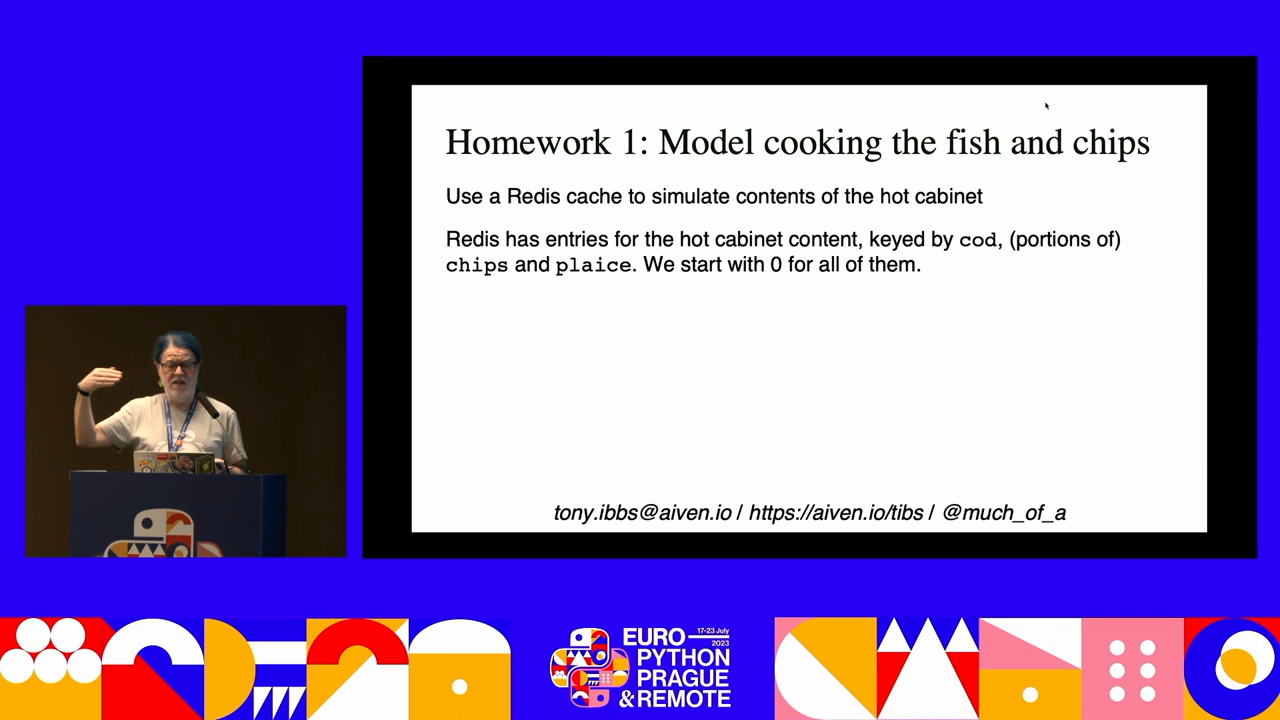 Homework 1: Model cooking the fish and chips
Use a Redis cache to simulate contents of the hot cabinet
Redis has entries for the hot cabinet content, keyed by cod, (portions of)
chips and plaice. We start with 0 for all of them.
tony.ibbs@aiven.io / https://aiven.io/tibs / @much_of_a
EURO
17-23 July
2023
PYTHON
PRAGUE
& REMOTE